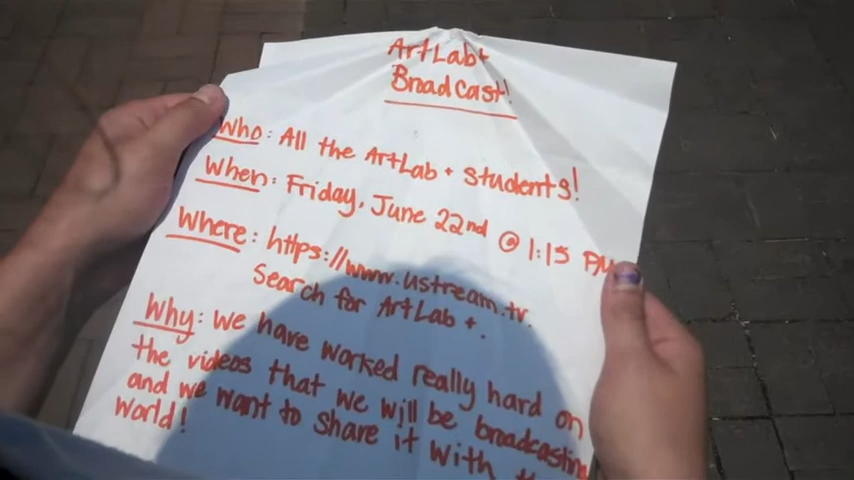 ArtLab+
Broadcast!
Who: All the ArtLab + Students!
When: Friday, June 22nd @ 1:15 PM
Where: https://www.ustream.tv.
Search for ArtLab +.
Why: We have worked really hard on
the videos that we will be broadcasting
and we want to share it with the
world!